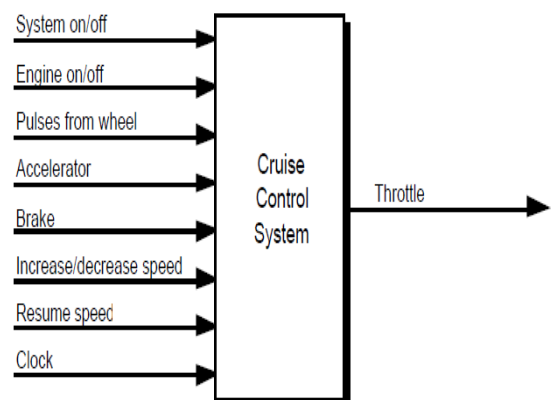 System on/off
Engine on/off
Pulses from wheel
Accelerator
Brake
Increase/decrease speed
Resume speed
Clock
Cruise
Control
System
Throttle